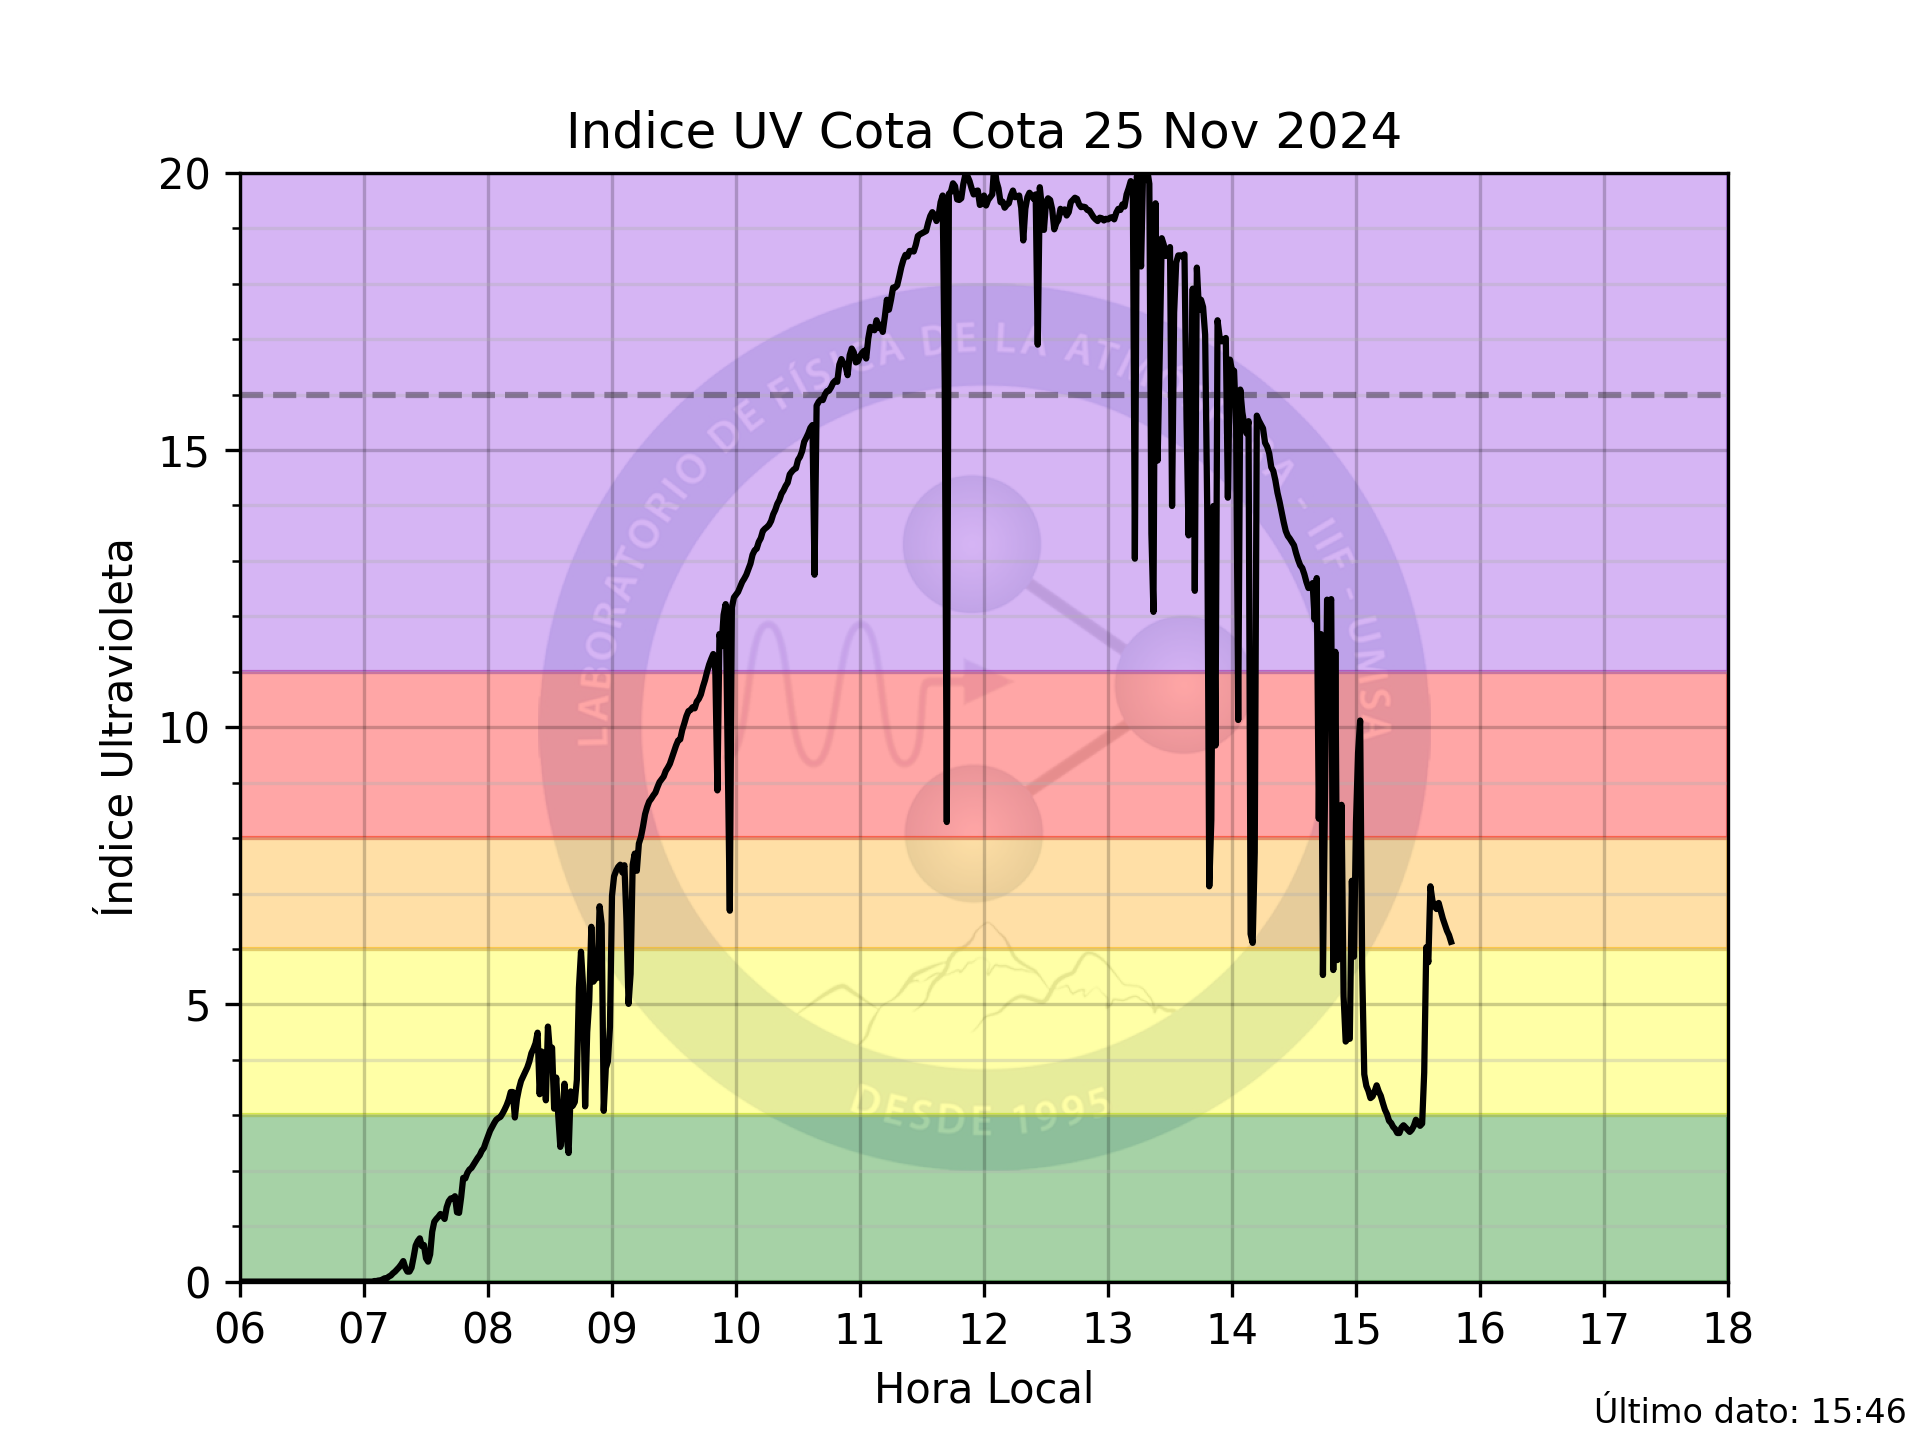 Indice UV Cota Cota 25 Nov 2024
20
15
10
5
0
Índice Ultravioleta
06 07 08 09 10 11 12 13 14 15 16 17 18
Hora Local
Último dato: 15:46
LABORATORIO DE FÍSICA DE LA - IIF - UMSA
DESDE 1995